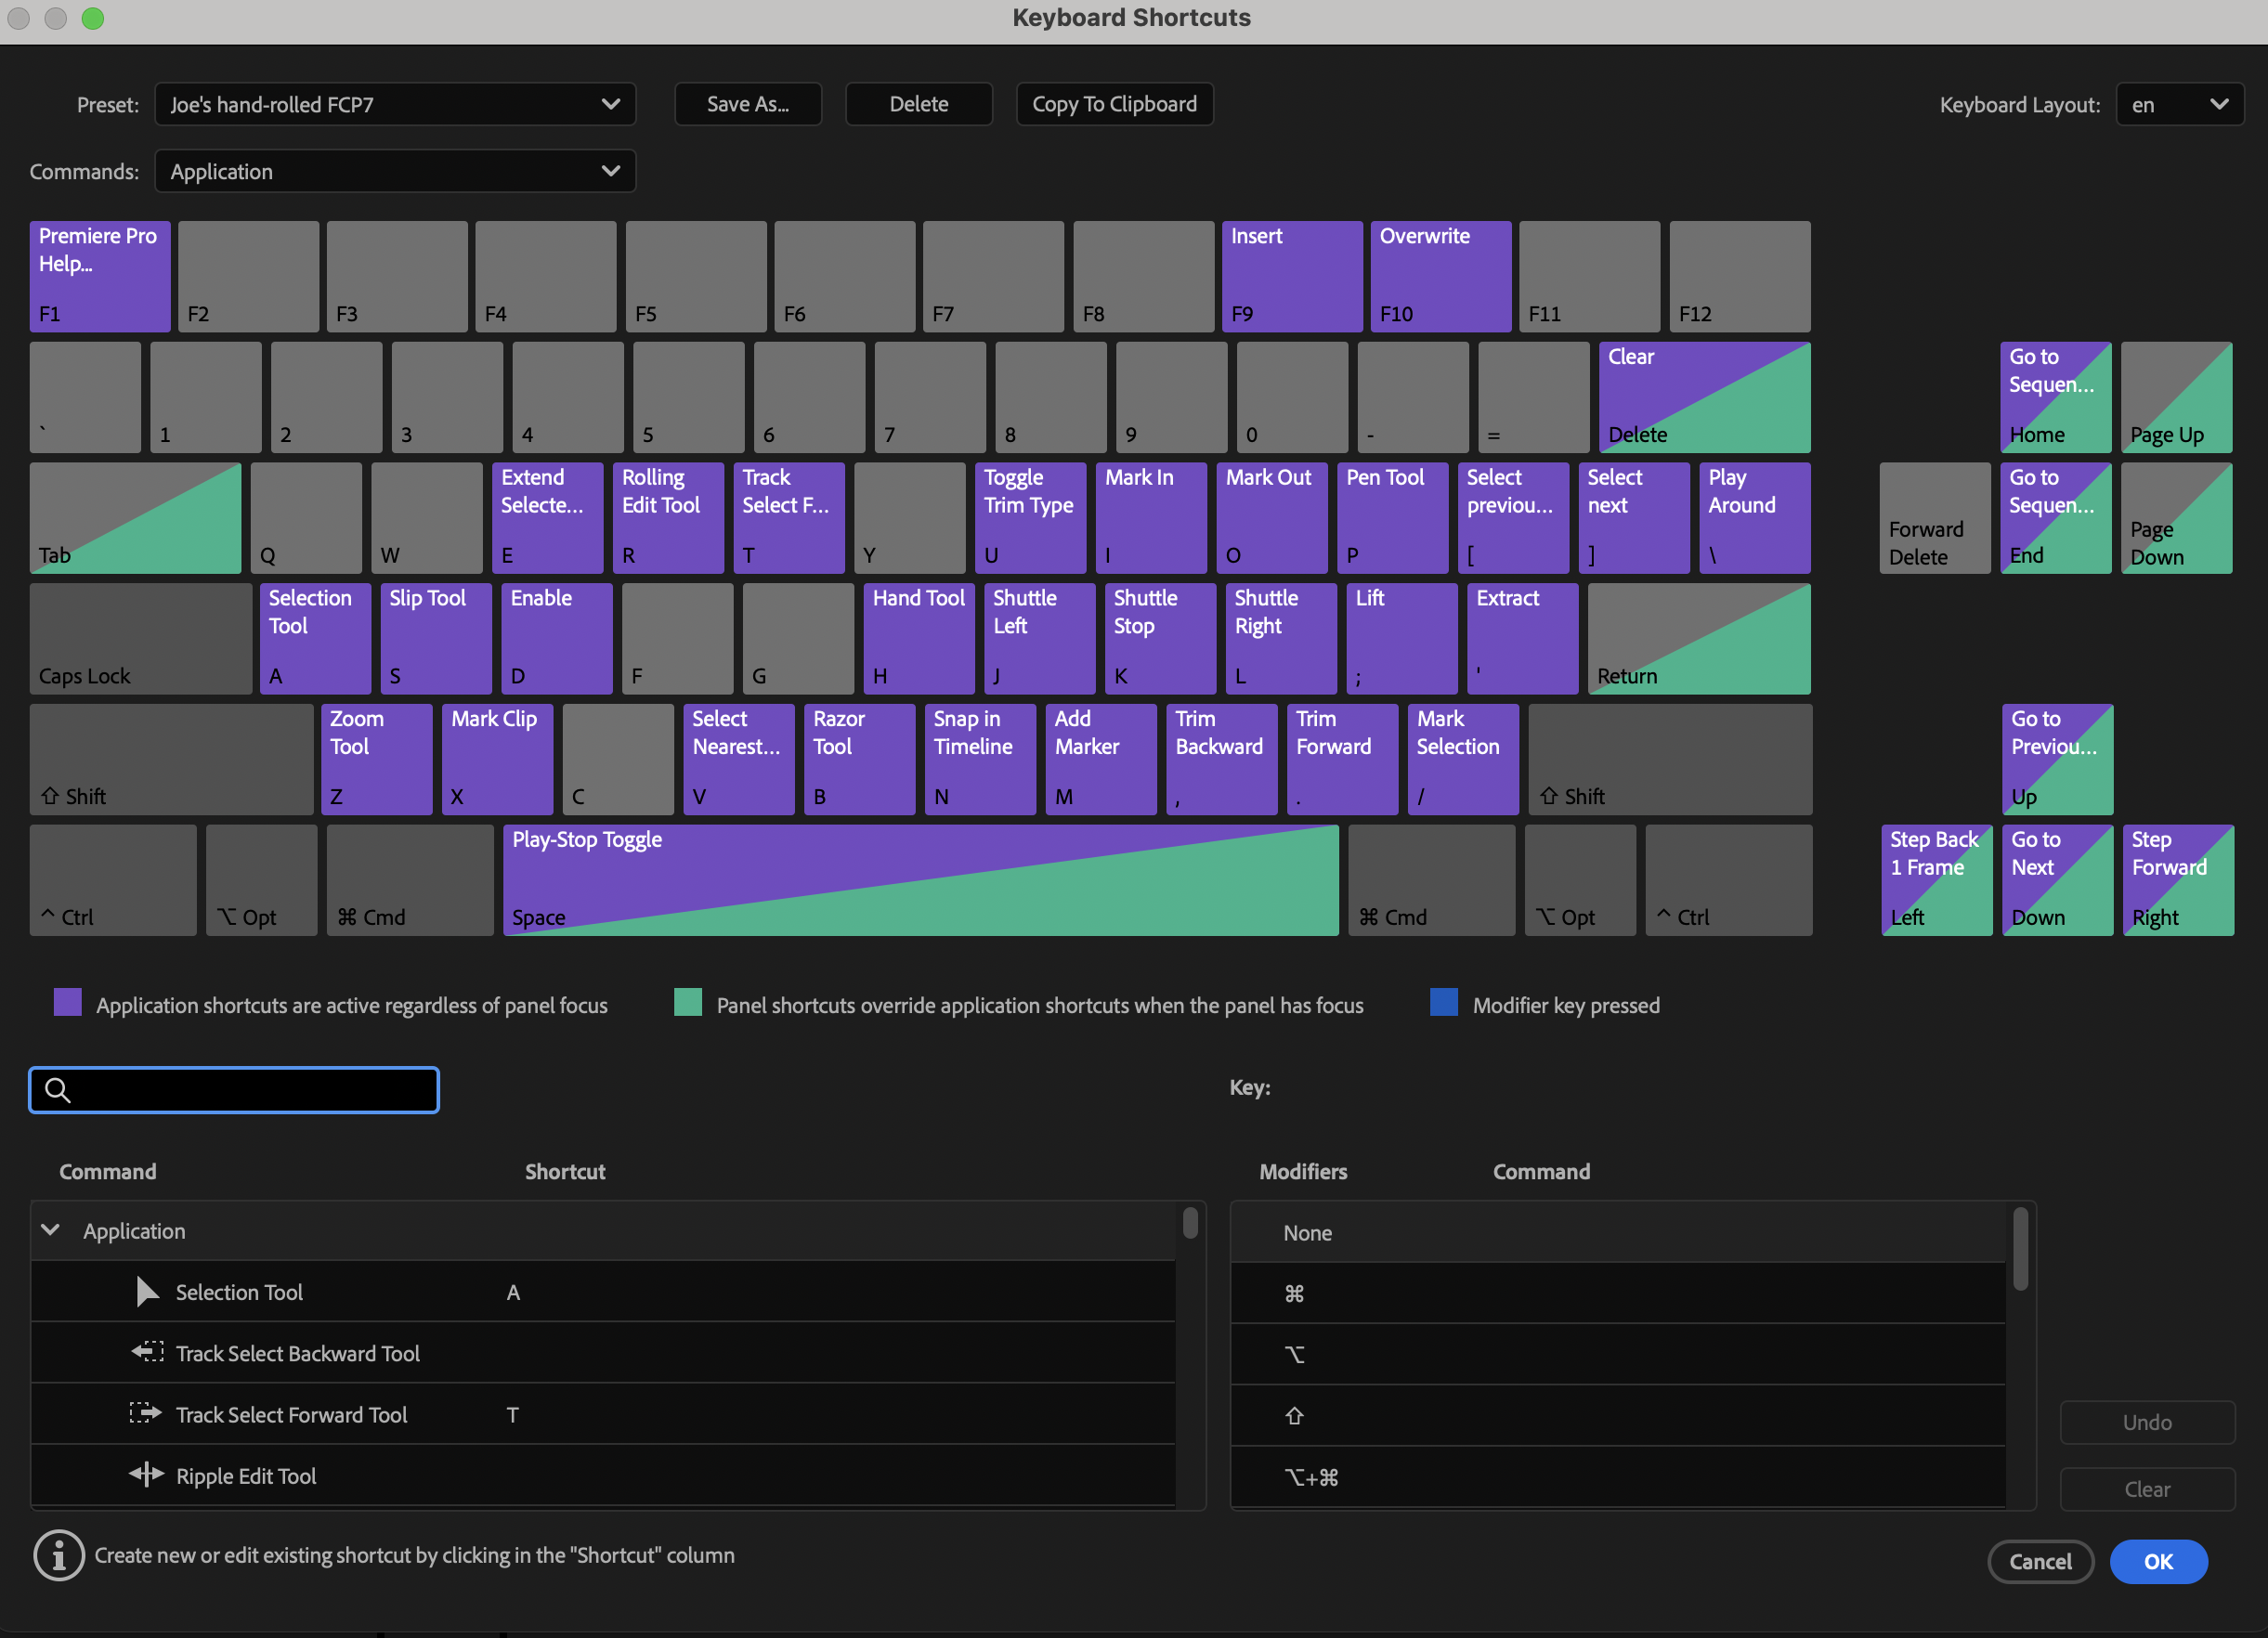 Keyboard Shortcuts
Preset: Joe's hand-rolled FCP7 Save As... Delete Copy To Clipboard Keyboard Layout: en
Commands: Application
Premiere Pro Help... F1
F2
F3
F4
F5
F6
F7
F8
Insert F9
Overwrite F10
F11
F12
`
1
2
3
4
5
6
7
8
9
0
-
=
Clear Delete
Go to Sequen... Home
Page Up
Tab
Q
W
Extend Selecte... E
Rolling Edit Tool R
Track Select F... T
Y
Toggle Trim Type U
Mark In I
Mark Out O
Pen Tool P
Select previou... [
Select next ]
Play Around \
Forward Delete
Go to Sequen... End
Page Down
Caps Lock
Selection Tool A
Slip Tool S
Enable D
F
G
Hand Tool H
Shuttle Left J
Shuttle Stop K
Shuttle Right L
Lift ;
Extract '
Return
⇧ Shift
Zoom Tool Z
Mark Clip X
C
Select Nearest... V
Razor Tool B
Snap in Timeline N
Add Marker M
Trim Backward ,
Trim Forward .
Mark Selection /
⇧ Shift
Go to Previou... Up
^ Ctrl
⌥ Opt
⌘ Cmd
Play-Stop Toggle Space
⌘ Cmd
⌥ Opt
^ Ctrl
Step Back 1 Frame Left
Go to Next Down
Step Forward Right
Application shortcuts are active regardless of panel focus
Panel shortcuts override application shortcuts when the panel has focus
Modifier key pressed
Key:
Command Shortcut
Application
Selection Tool A
Track Select Backward Tool
Track Select Forward Tool T
Ripple Edit Tool
Modifiers Command
None
⌘
⌥
⇧
⌥+⌘
Undo
Clear
Create new or edit existing shortcut by clicking in the "Shortcut" column
Cancel OK